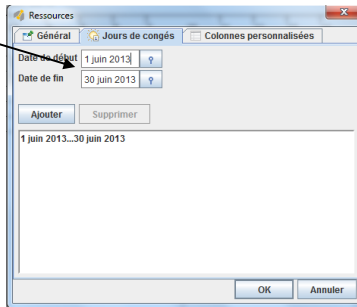 Ressources
Général Jours de congés Colonnes personnalisées
Date de début 1 juin 2013
Date de fin 30 juin 2013
Ajouter Supprimer
1 juin 2013...30 juin 2013
OK Annuler